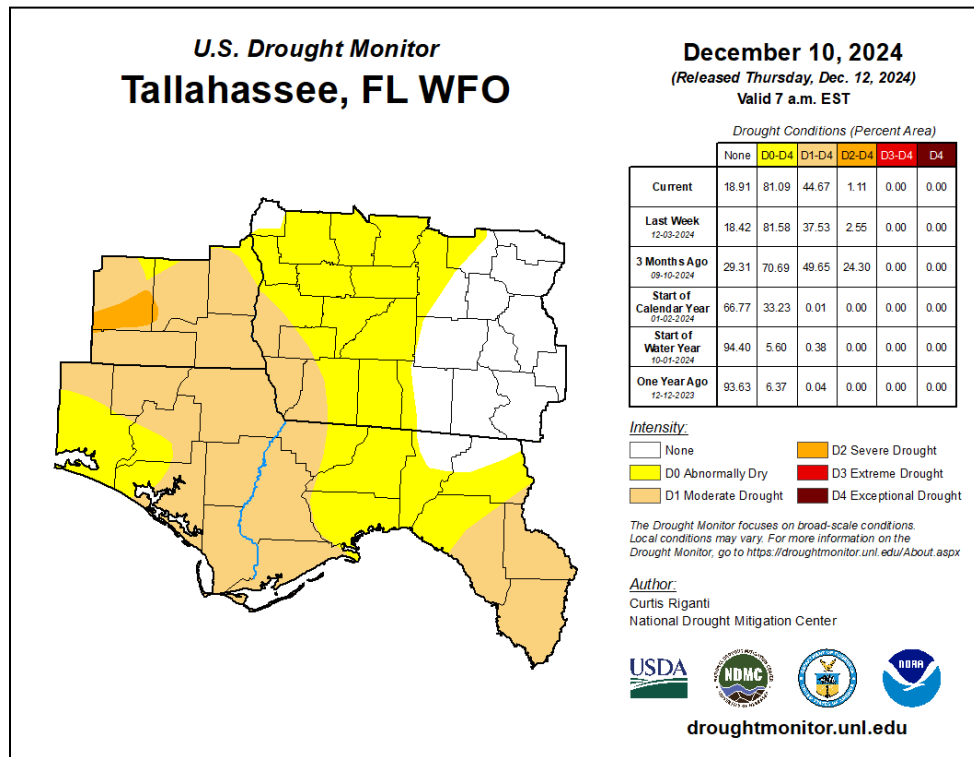 U.S. Drought Monitor
Tallahassee, FL WFO
December 10, 2024
(Released Thursday, Dec. 12, 2024)
Valid 7 a.m. EST
Drought Conditions (Percent Area)
None D0-D4 D1-D4 D2-D4 D3-D4 D4
Current 18.91 81.09 44.67 1.11 0.00 0.00
Last Week 18.42 81.58 37.53 2.55 0.00 0.00
12-03-2024
3 Months Ago 29.31 70.69 49.65 24.30 0.00 0.00
09-10-2024
Start of
Calendar Year 66.77 33.23 0.01 0.00 0.00 0.00
01-02-2024
Start of
Water Year 94.40 5.60 0.38 0.00 0.00 0.00
10-01-2024
One Year Ago 93.63 6.37 0.04 0.00 0.00 0.00
12-12-2023
Intensity:
None
D0 Abnormally Dry
D1 Moderate Drought
D2 Severe Drought
D3 Extreme Drought
D4 Exceptional Drought
The Drought Monitor focuses on broad-scale conditions.
Local conditions may vary. For more information on the
Drought Monitor, go to https://droughtmonitor.unl.edu/About.aspx
Author:
Curtis Riganti
National Drought Mitigation Center
USDA
NDMC
NOAA
droughtmonitor.unl.edu